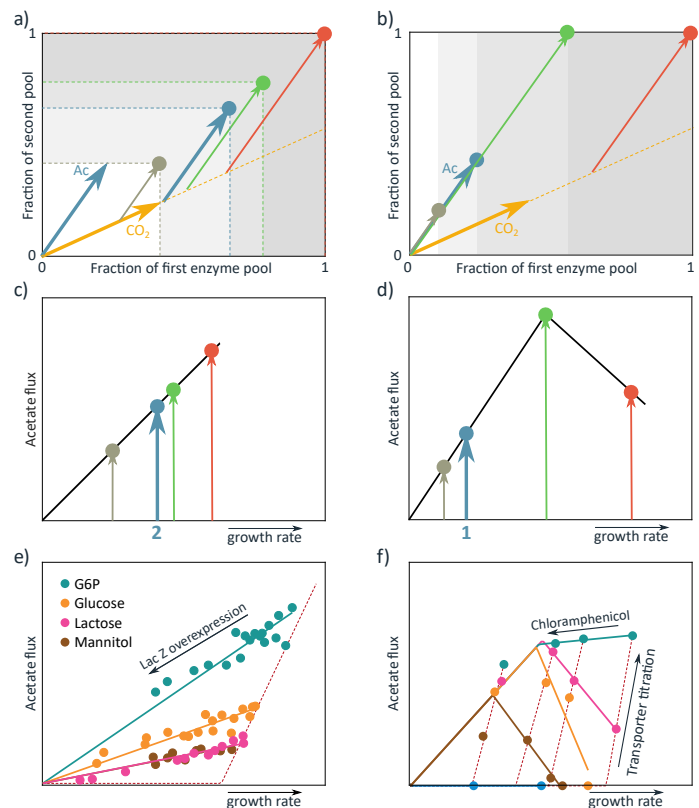 a)
1
Fraction of second pool
Ac
CO2
0
0
Fraction of first enzyme pool
1
b)
1
Fraction of second pool
Ac
CO2
0
0
Fraction of first enzyme pool
1
c)
Acetate flux
2
growth rate
d)
Acetate flux
1
growth rate
e)
Acetate flux
G6P
Glucose
Lactose
Mannitol
Lac Z overexpression
growth rate
f)
Acetate flux
Chloramphenicol
Transporter titration
growth rate